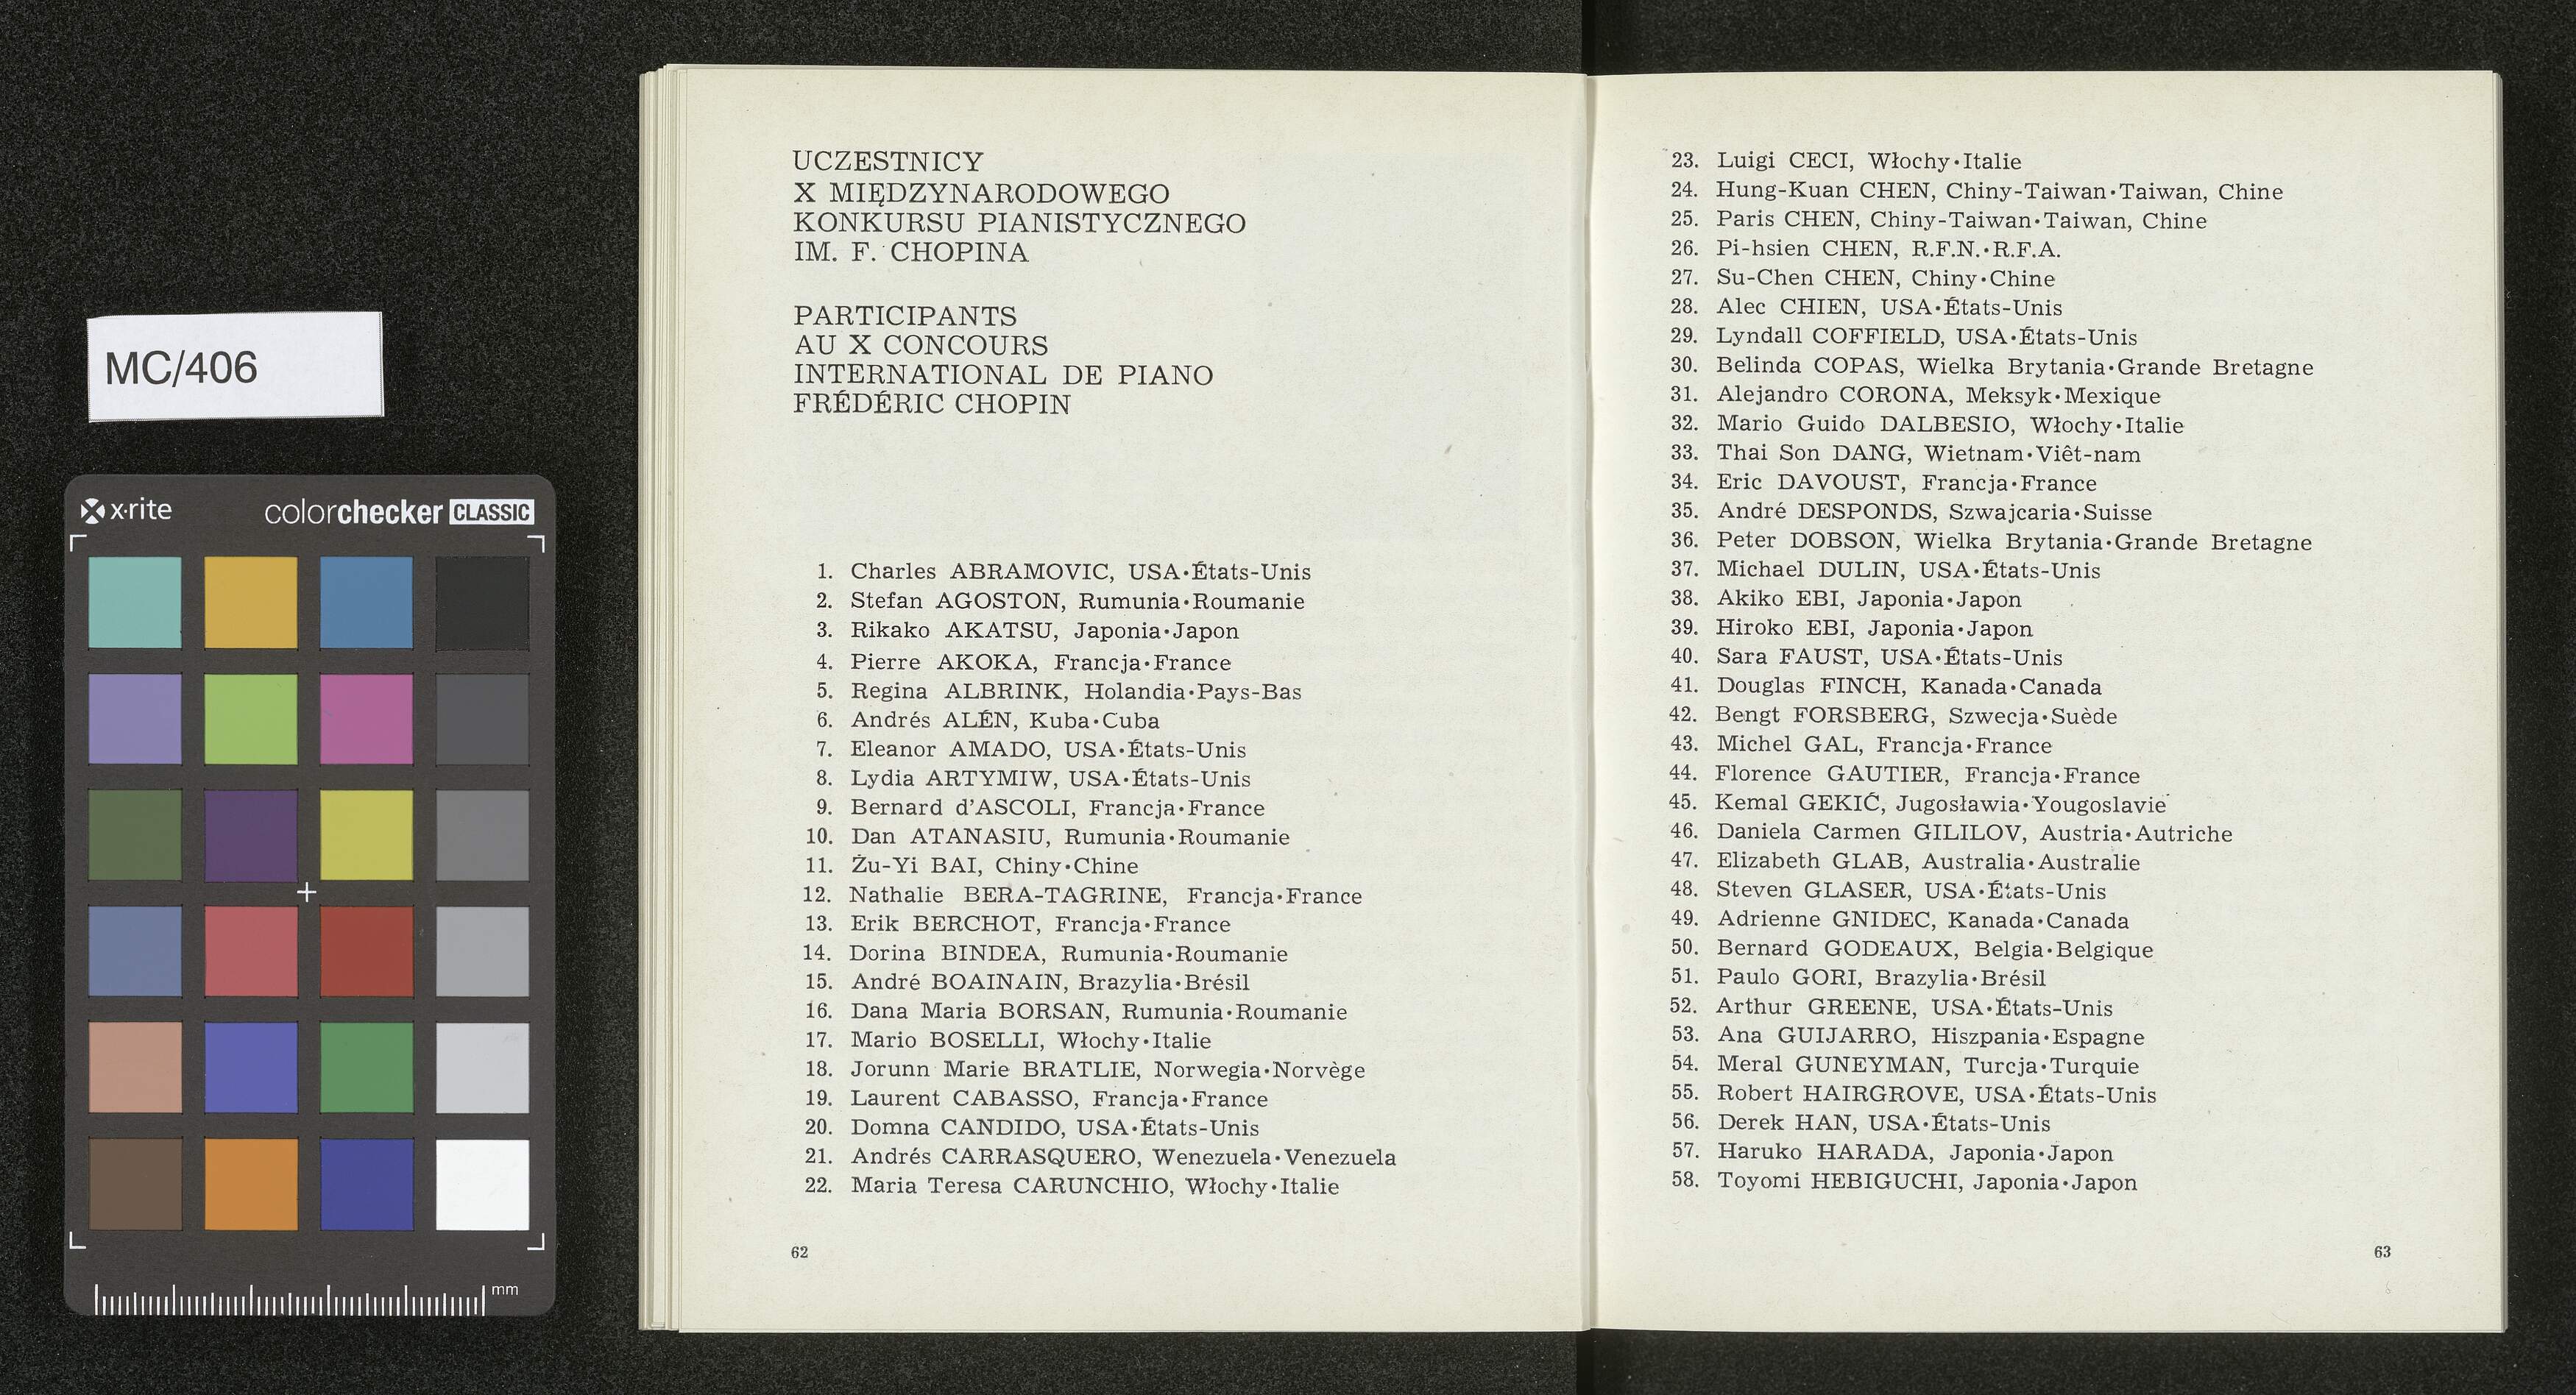 MC/406
x·rite
colorchecker CLASSIC
mm
UCZESTNICY
X MIĘDZYNARODOWEGO
KONKURSU PIANISTYCZNEGO
IM. F. CHOPINA
PARTICIPANTS
AU X CONCOURS
INTERNATIONAL DE PIANO
FRÉDÉRIC CHOPIN
1. Charles ABRAMOVIC, USA•États-Unis
2. Stefan AGOSTON, Rumunia•Roumanie
3. Rikako AKATSU, Japonia•Japon
4. Pierre AKOKA, Francja•France
5. Regina ALBRINK, Holandia•Pays-Bas
6. Andrés ALÉN, Kuba•Cuba
7. Eleanor AMADO, USA•États-Unis
8. Lydia ARTYMIW, USA•États-Unis
9. Bernard d'ASCOLI, Francja•France
10. Dan ATANASIU, Rumunia•Roumanie
11. Żu-Yi BAI, Chiny•Chine
12. Nathalie BERA-TAGRINE, Francja•France
13. Erik BERCHOT, Francja•France
14. Dorina BINDEA, Rumunia•Roumanie
15. André BOAINAIN, Brazylia•Brésil
16. Dana Maria BORSAN, Rumunia•Roumanie
17. Mario BOSELLI, Włochy•Italie
18. Jorunn Marie BRATLIE, Norwegia•Norvège
19. Laurent CABASSO, Francja•France
20. Domna CANDIDO, USA•États-Unis
21. Andrés CARRASQUERO, Wenezuela•Venezuela
22. Maria Teresa CARUNCHIO, Włochy•Italie
62
23. Luigi CECI, Włochy•Italie
24. Hung-Kuan CHEN, Chiny-Taiwan•Taiwan, Chine
25. Paris CHEN, Chiny-Taiwan•Taiwan, Chine
26. Pi-hsien CHEN, R.F.N.•R.F.A.
27. Su-Chen CHEN, Chiny•Chine
28. Alec CHIEN, USA•États-Unis
29. Lyndall COFFIELD, USA•États-Unis
30. Belinda COPAS, Wielka Brytania•Grande Bretagne
31. Alejandro CORONA, Meksyk•Mexique
32. Mario Guido DALBESIO, Włochy•Italie
33. Thai Son DANG, Wietnam•Viêt-nam
34. Eric DAVOUST, Francja•France
35. André DESPONDS, Szwajcaria•Suisse
36. Peter DOBSON, Wielka Brytania•Grande Bretagne
37. Michael DULIN, USA•États-Unis
38. Akiko EBI, Japonia•Japon
39. Hiroko EBI, Japonia•Japon
40. Sara FAUST, USA•États-Unis
41. Douglas FINCH, Kanada•Canada
42. Bengt FORSBERG, Szwecja•Suède
43. Michel GAL, Francja•France
44. Florence GAUTIER, Francja•France
45. Kemal GEKIĆ, Jugosławia•Yougoslavie
46. Daniela Carmen GILILOV, Austria•Autriche
47. Elizabeth GLAB, Australia•Australie
48. Steven GLASER, USA•États-Unis
49. Adrienne GNIDEC, Kanada•Canada
50. Bernard GODEAUX, Belgia•Belgique
51. Paulo GORI, Brazylia•Brésil
52. Arthur GREENE, USA•États-Unis
53. Ana GUIJARRO, Hiszpania•Espagne
54. Meral GUNEYMAN, Turcja•Turquie
55. Robert HAIRGROVE, USA•États-Unis
56. Derek HAN, USA•États-Unis
57. Haruko HARADA, Japonia•Japon
58. Toyomi HEBIGUCHI, Japonia•Japon
63